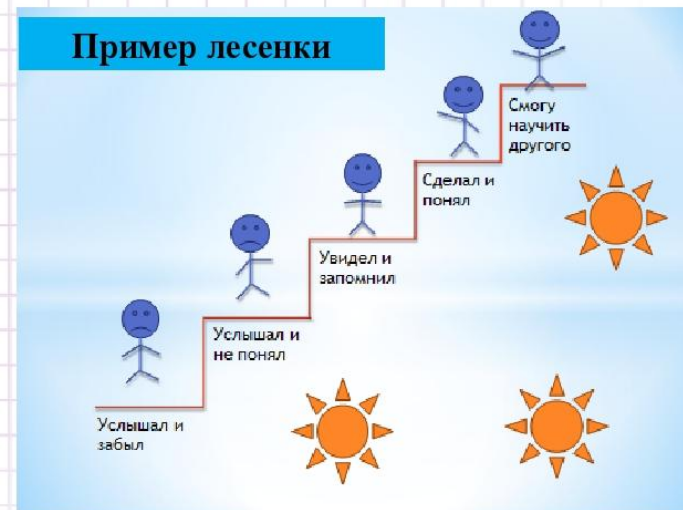 Пример лесенки
Смогу
научить
другого
Сделал и
понял
Увидел и
запомнил
Услышал и
не понял
Услышал и
забыл